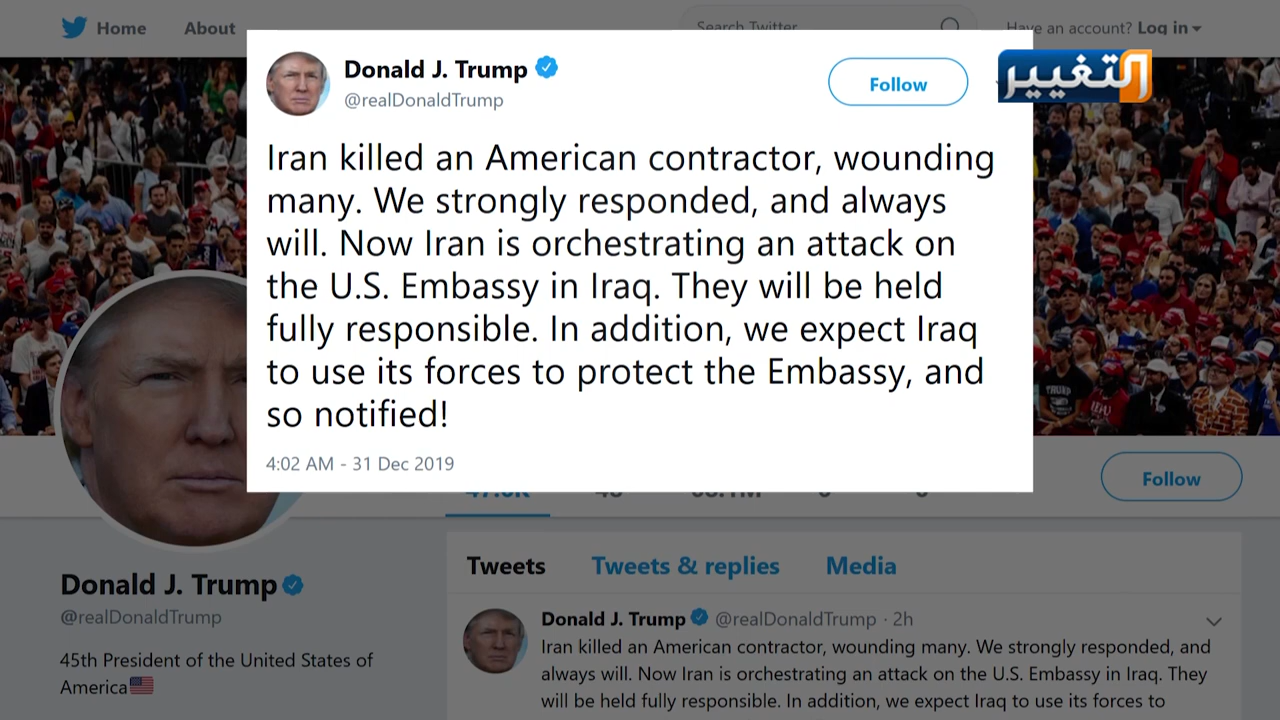 Home About Search Twitter Have an account? Log in
التغيير
Donald J. Trump
@realDonaldTrump
Follow
Iran killed an American contractor, wounding
many. We strongly responded, and always
will. Now Iran is orchestrating an attack on
the U.S. Embassy in Iraq. They will be held
fully responsible. In addition, we expect Iraq
to use its forces to protect the Embassy, and
so notified!
4:02 AM - 31 Dec 2019
Follow
Donald J. Trump
@realDonaldTrump
45th President of the United States of
America
Tweets Tweets & replies Media
Donald J. Trump @realDonaldTrump · 2h
Iran killed an American contractor, wounding many. We strongly responded, and
always will. Now Iran is orchestrating an attack on the U.S. Embassy in Iraq. They
will be held fully responsible. In addition, we expect Iraq to use its forces to